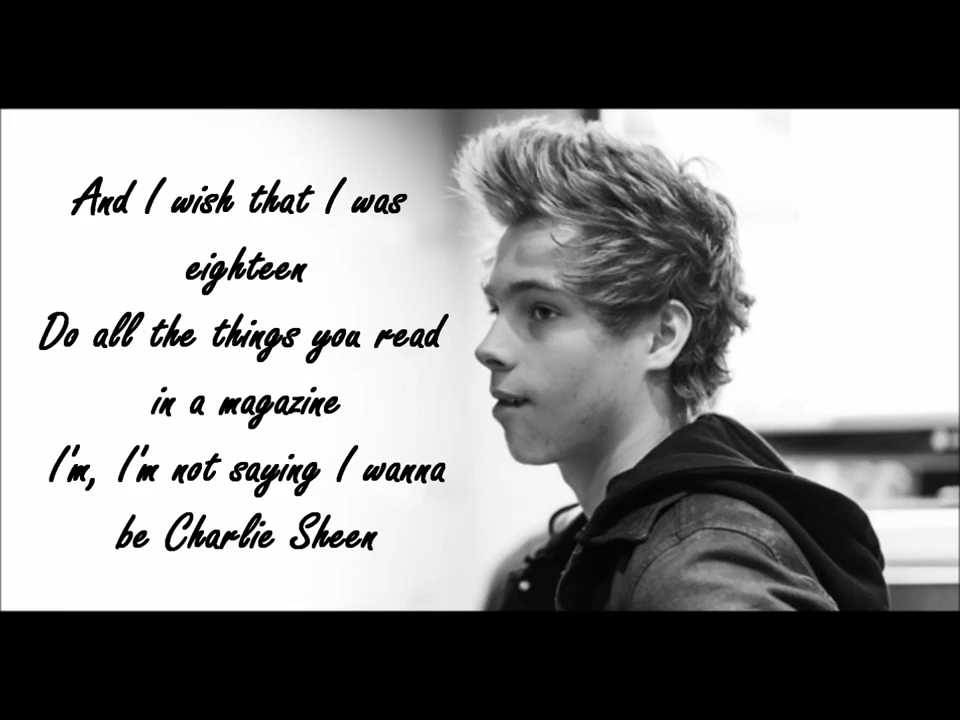 And I wish that I was
eighteen
Do all the things you read
in a magazine
I'm, I'm not saying I wanna
be Charlie Sheen